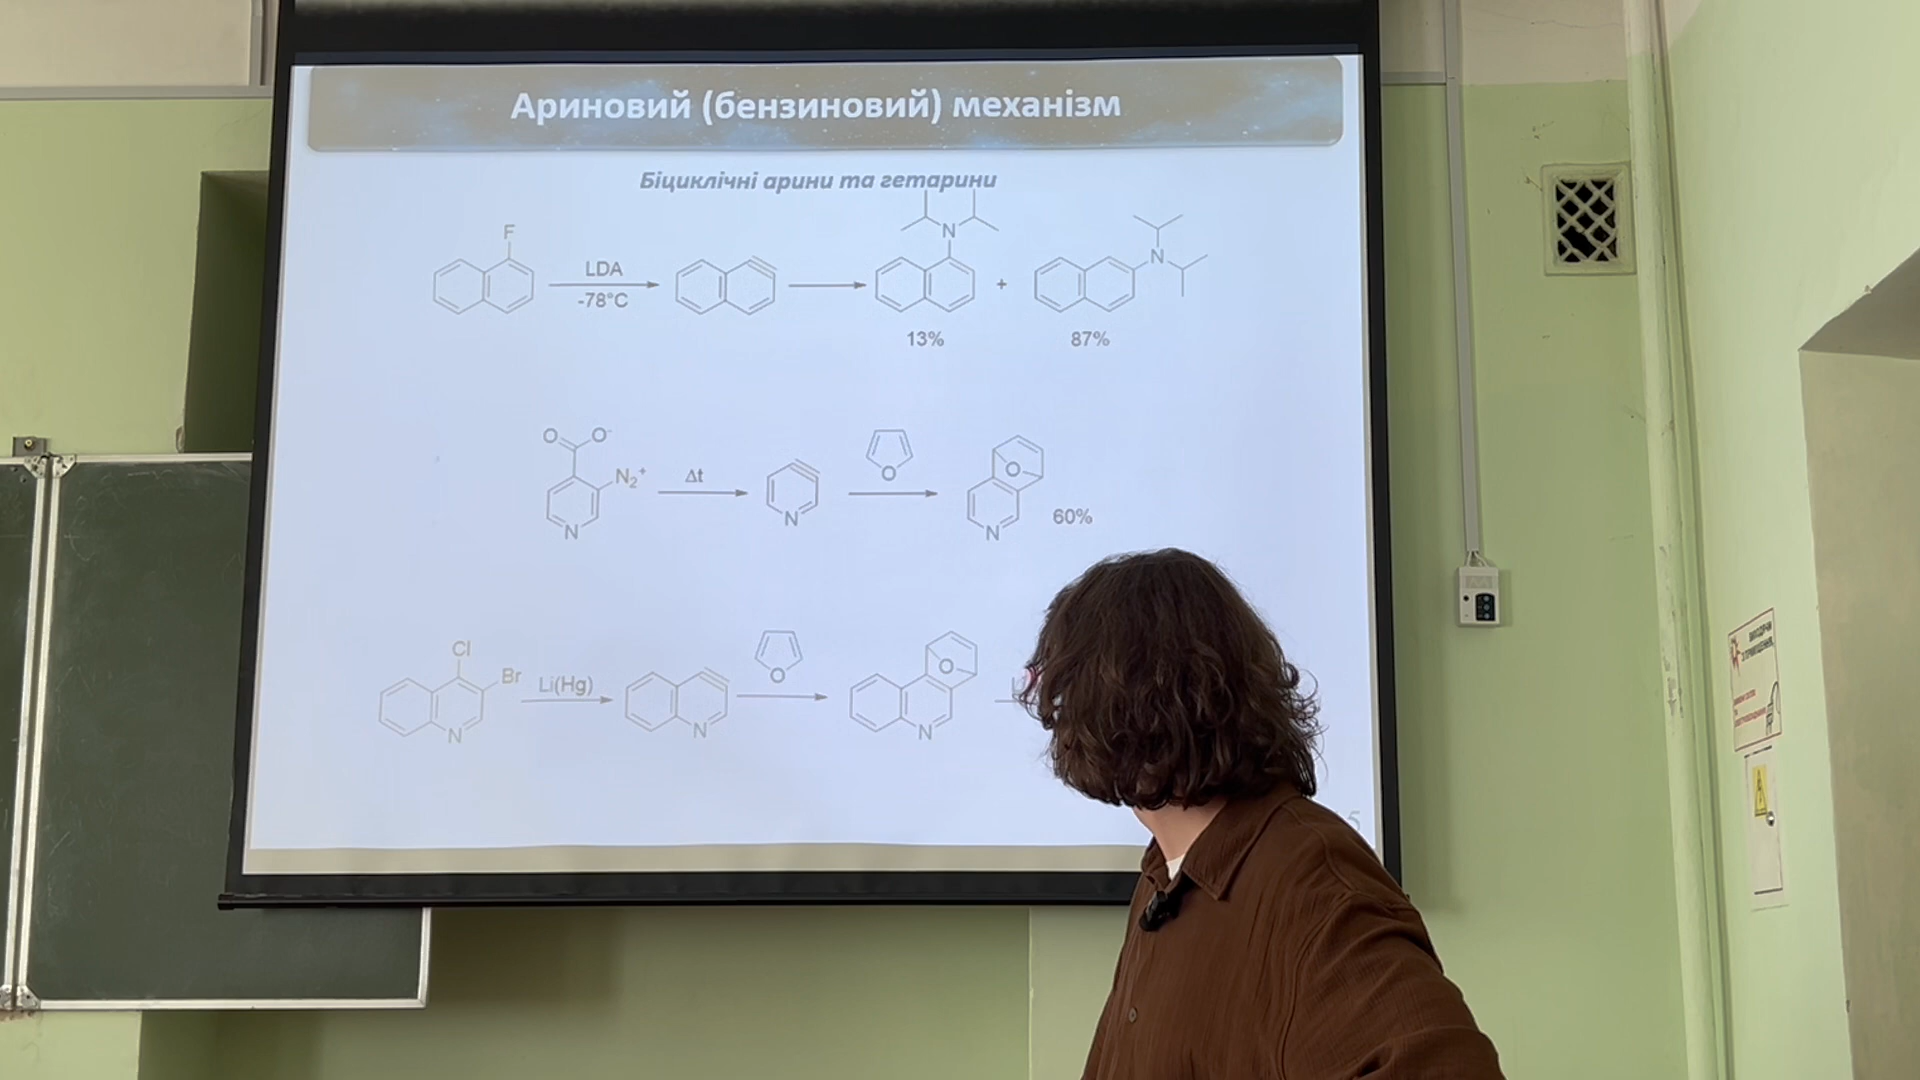 Ариновий (бензиновий) механізм
Біциклічні арини та гетарини
F
LDA
-78°C
N
+
N
13%
87%
O
O-
N2+
N
Δt
N
O
O
N
60%
Cl
Br
N
Li(Hg)
N
O
O
N
5